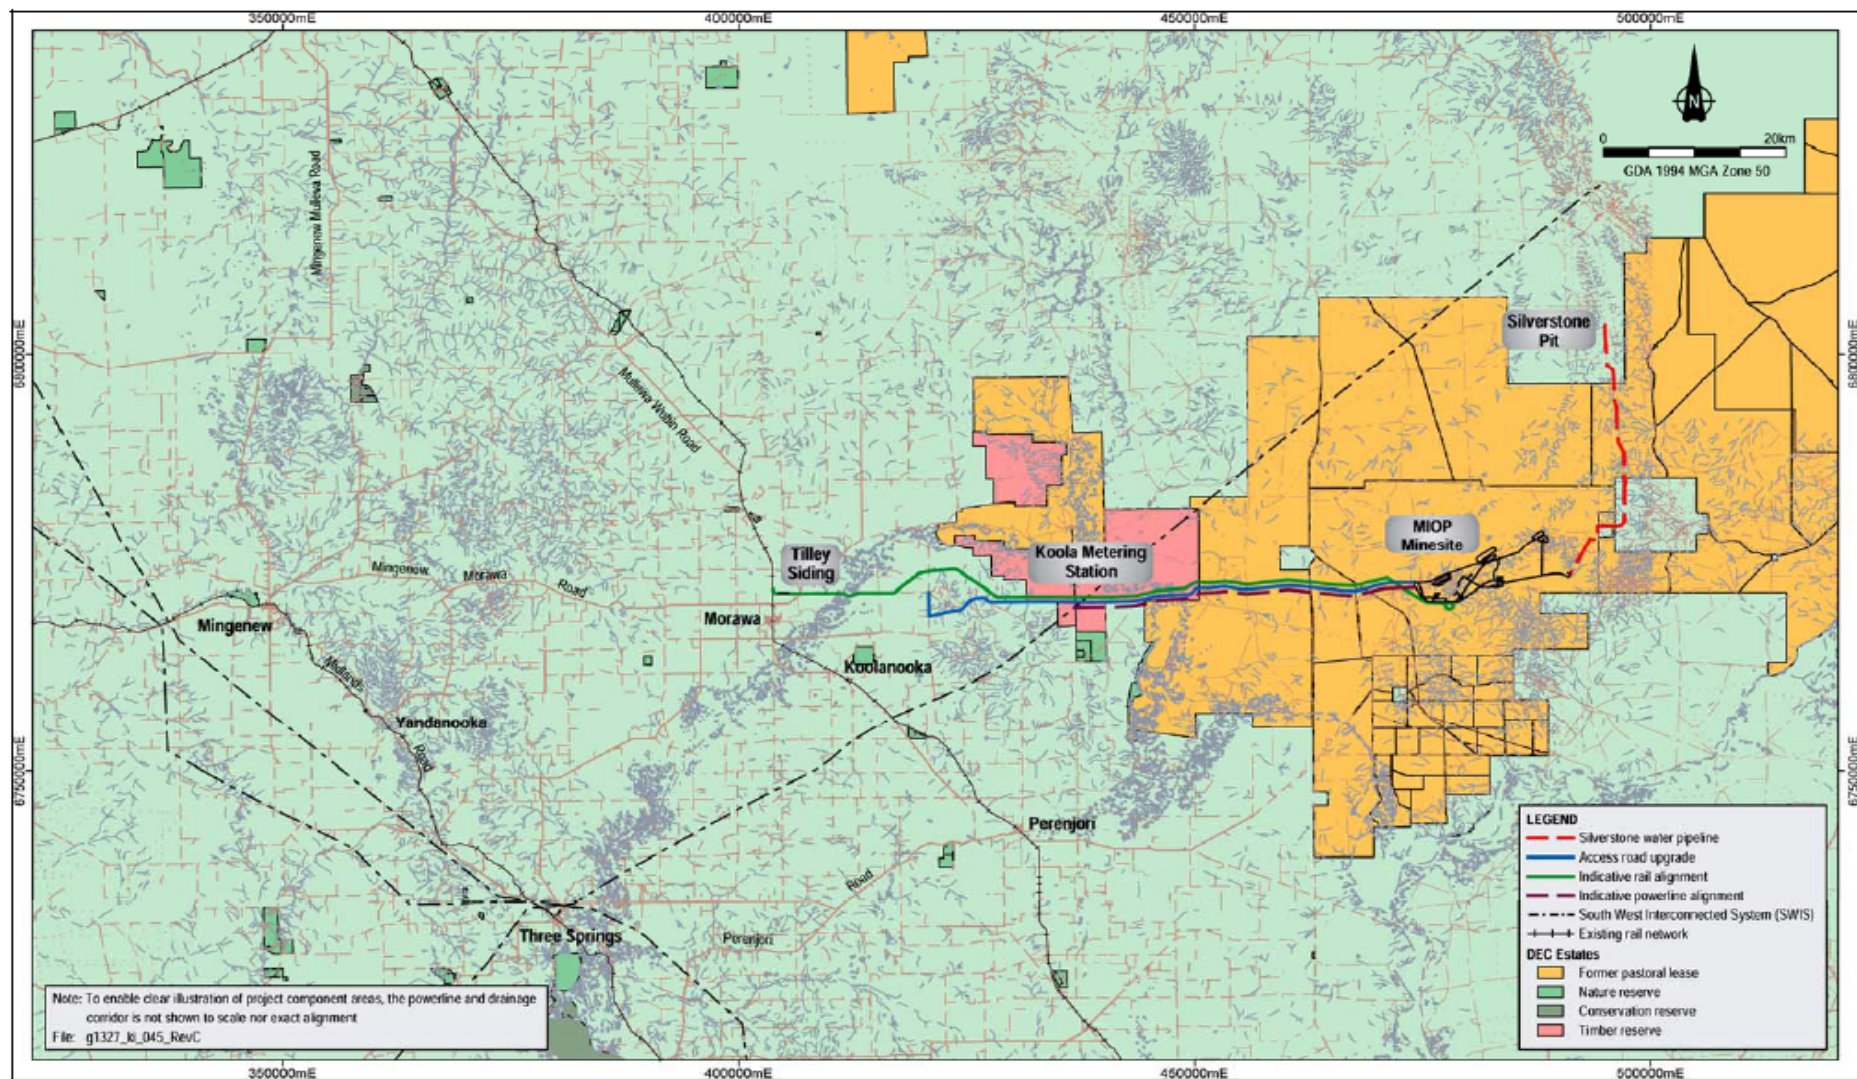 350000mE
400000mE
450000mE
500000mE
0 20km
GDA 1994 MGA Zone 50
N
Mingenew Mullewa Road
6800000mE
6800000mE
Silverstone
Pit
Mullewa Wubin Road
MIOP
Minesite
Tilley
Siding
Koola Metering
Station
Mingenew
Morawa
Road
Mingenew
Morawa
Koolanooka
Midlands
Road
Yandanooka
6750000mE
6750000mE
Perenjori
Road
Perenjori
Three Springs
LEGEND
Silverstone water pipeline
Access road upgrade
Indicative rail alignment
Indicative powerline alignment
South West Interconnected System (SWIS)
Existing rail network
DEC Estates
Former pastoral lease
Nature reserve
Conservation reserve
Timber reserve
Note: To enable clear illustration of project component areas, the powerline and drainage
corridor is not shown to scale nor exact alignment
File: g1327_ki_045_RevC
350000mE
400000mE
450000mE
500000mE